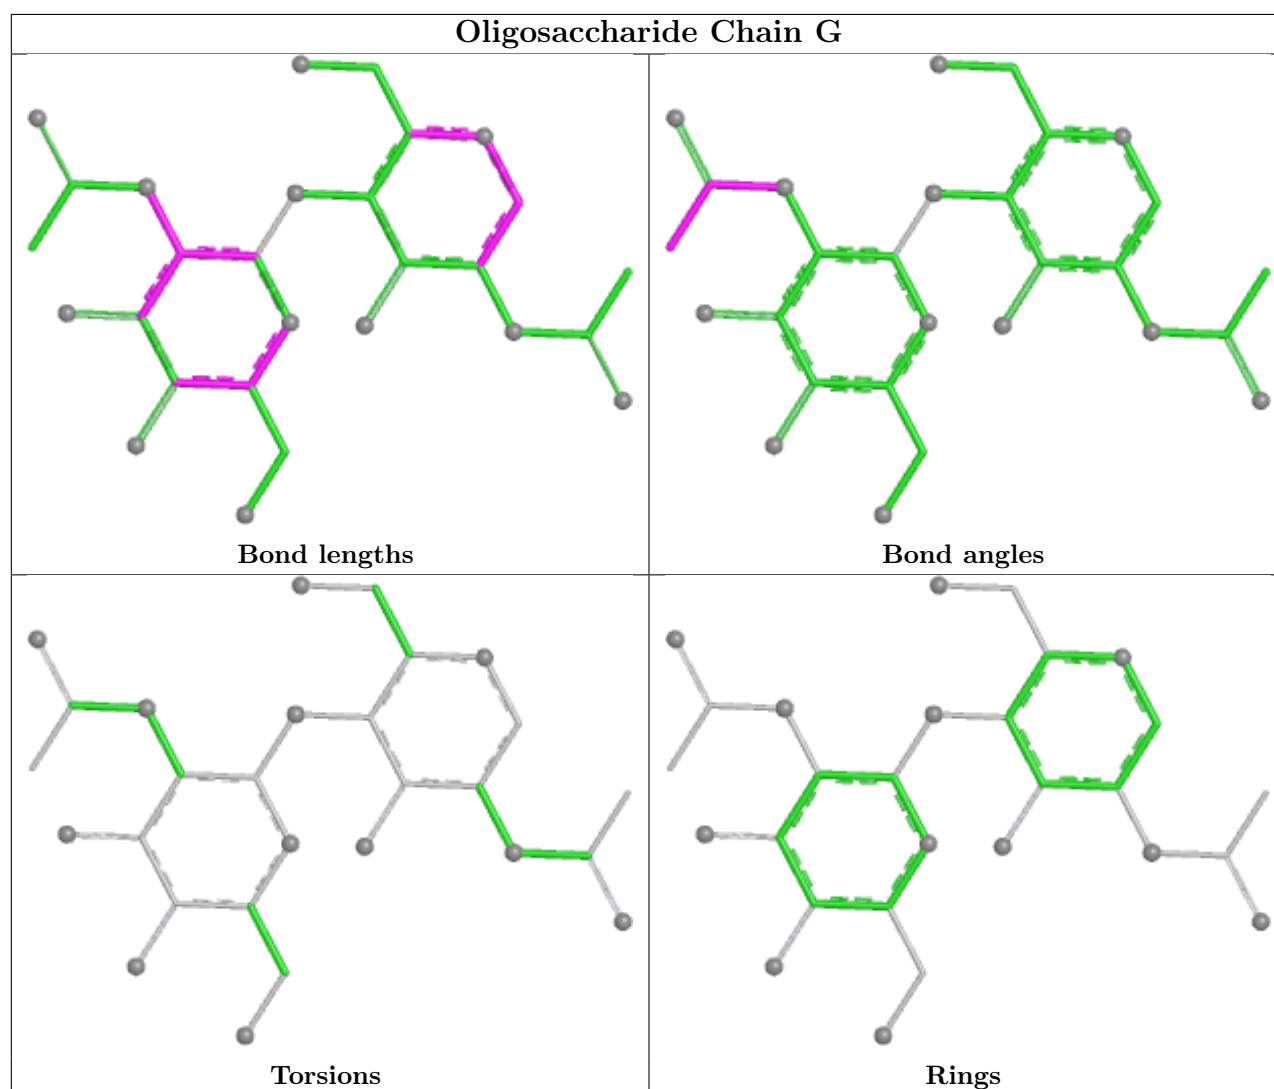 Oligosaccharide Chain G
Bond lengths
Bond angles
Torsions
Rings